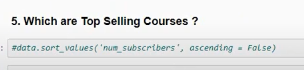 5. Which are Top Selling Courses ?
: #data.sort_values('num_subscribers', ascending = False)